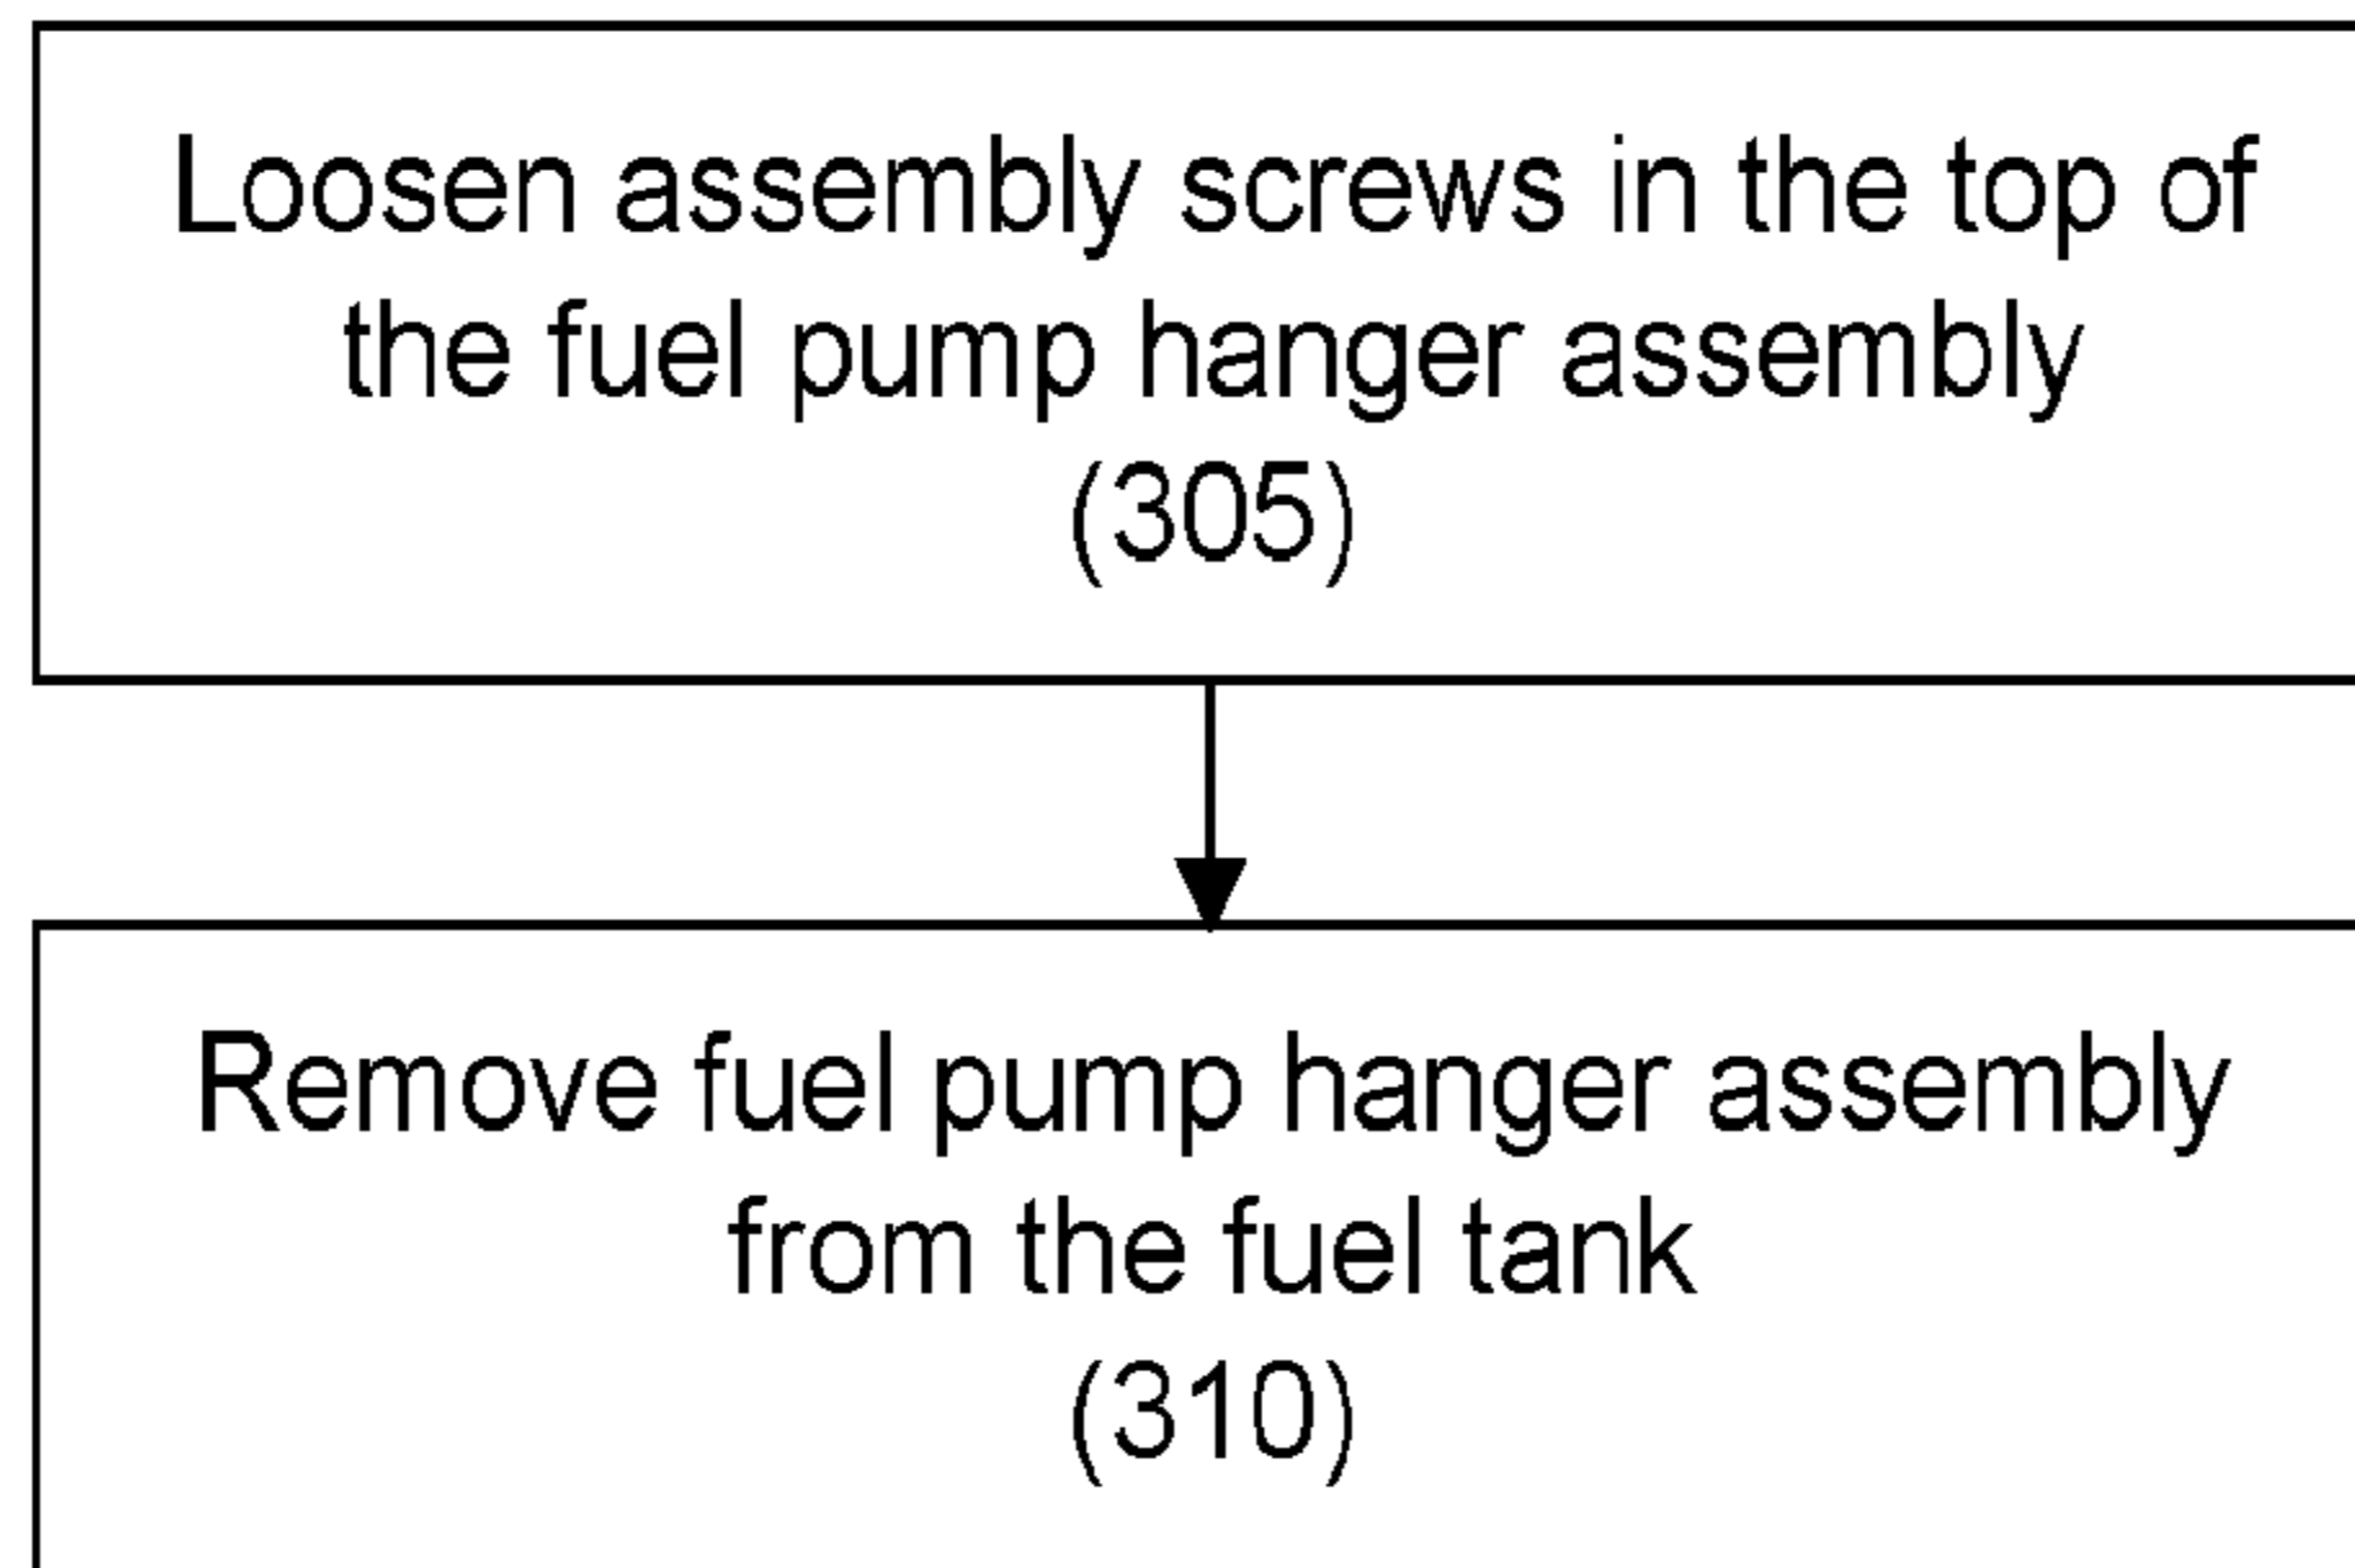 Loosen assembly screws in the top of
the fuel pump hanger assembly
(305)
Remove fuel pump hanger assembly
from the fuel tank
(310)